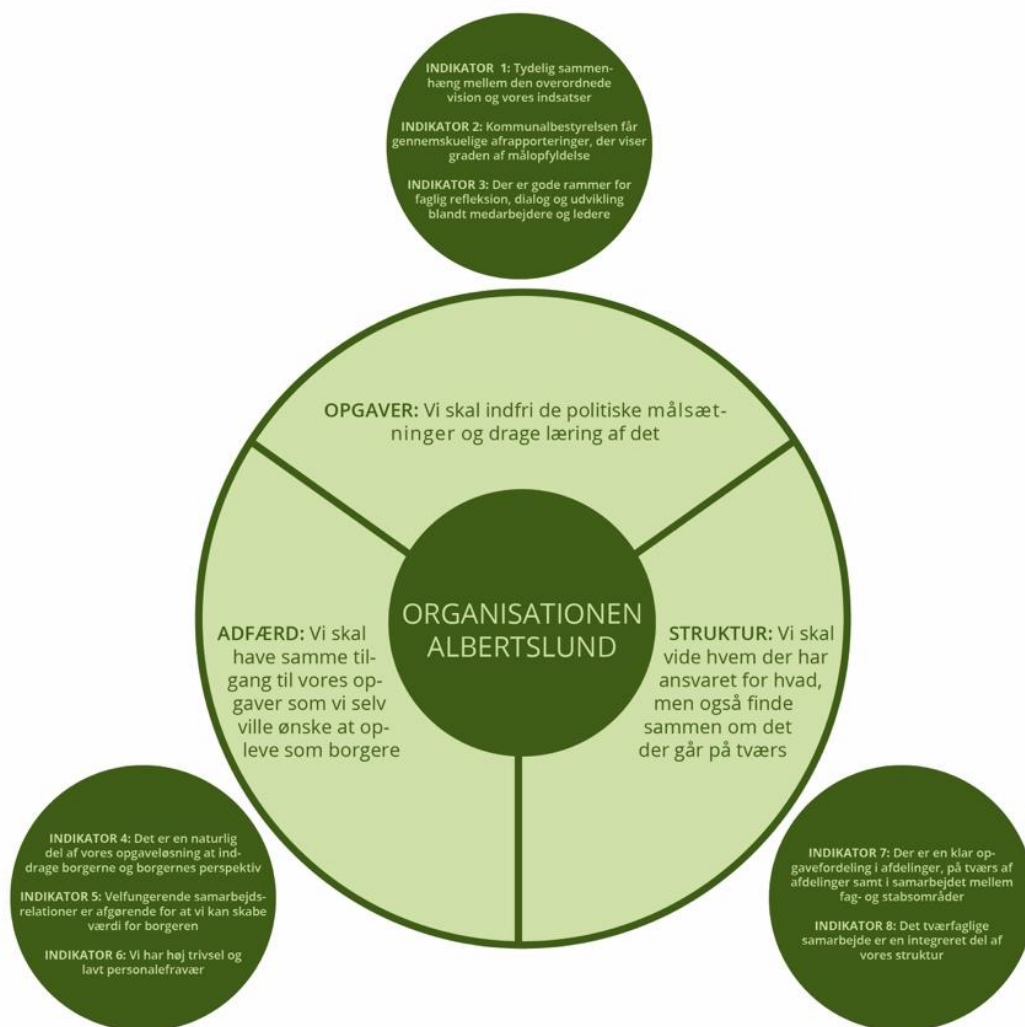 INDIKATOR 1: Tydelig sammen-
hæng mellem den overordnede
vision og vores indsatser
INDIKATOR 2: Kommunalbestyrelsen får
gennemskuelige afrapporteringer, der viser
graden af målopfyldelse
INDIKATOR 3: Der er gode rammer for
faglig refleksion, dialog og udvikling
blandt medarbejdere og ledere
OPGAVER: Vi skal indfri de politiske målsæt-
ninger og drage læring af det
ORGANISATIONEN
ALBERTSLUND
ADFÆRD: Vi skal
have samme til-
gang til vores op-
gaver som vi selv
ville ønske at op-
leve som borgere
STRUKTUR: Vi skal
vide hvem der har
ansvaret for hvad,
men også finde
sammen om det
der går på tværs
INDIKATOR 4: Det er en naturlig
del af vores opgaveløsning at ind-
drage borgerne og borgernes perspektiv
INDIKATOR 5: Velfungerende samarbejds-
relationer er afgørende for at vi kan skabe
værdi for borgeren
INDIKATOR 6: Vi har høj trivsel og
lavt personalefravær
INDIKATOR 7: Der er en klar op-
gavefordeling i afdelinger, på tværs af
afdelinger samt i samarbejdet mellem
fag- og stabsområder
INDIKATOR 8: Det tværfaglige
samarbejde er en integreret del af
vores struktur